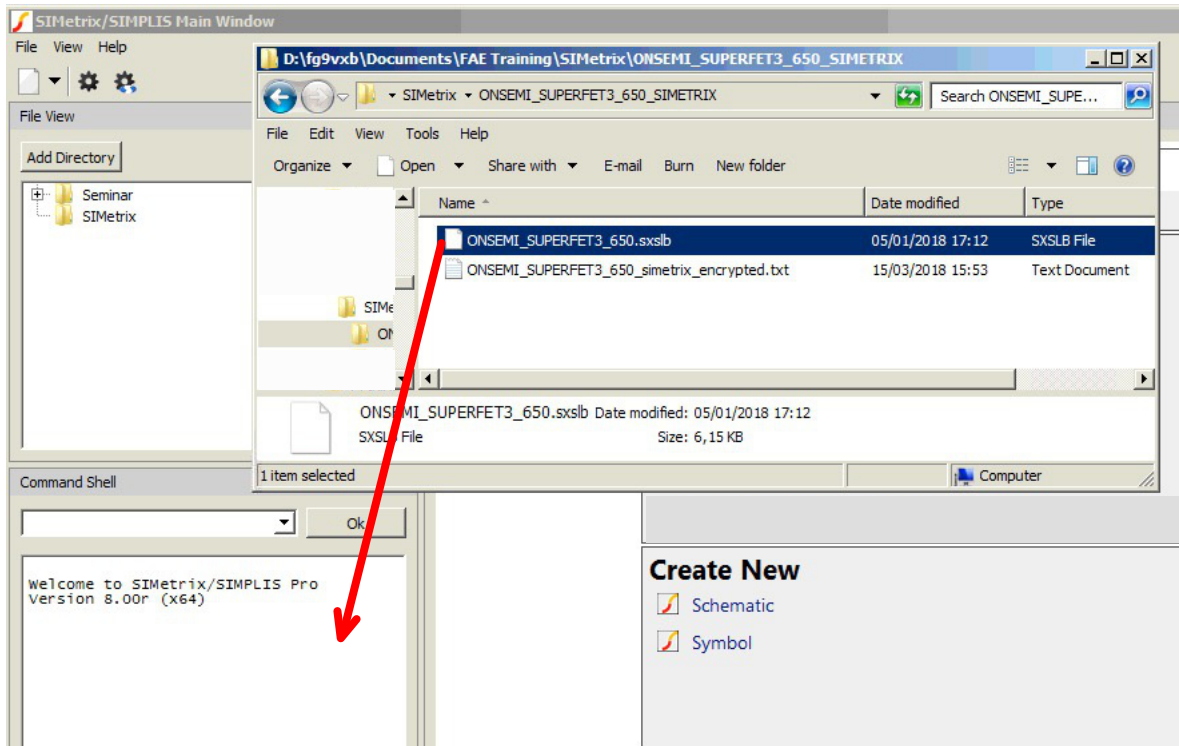 SIMetrix/SIMPLIS Main Window
File View Help
File View
Add Directory
Seminar
SIMetrix
D:\fg9vxb\Documents\FAE Training\SIMetrix\ONSEMI_SUPERFET3_650_SIMETRIX
SIMetrix ONSEMI_SUPERFET3_650_SIMETRIX
Search ONSEMI_SUPE...
File Edit View Tools Help
Organize Open Share with E-mail Burn New folder
Name Date modified Type
ONSEMI_SUPERFET3_650.sxslb 05/01/2018 17:12 SXSLB File
ONSEMI_SUPERFET3_650_simetrix_encrypted.txt 15/03/2018 15:53 Text Document
SIMe
ON
ONSEMI_SUPERFET3_650.sxslb Date modified: 05/01/2018 17:12
SXSLB File Size: 6,15 KB
1 item selected Computer
Command Shell
Ok
Welcome to SIMetrix/SIMPLIS Pro
Version 8.00r (x64)
Create New
Schematic
Symbol